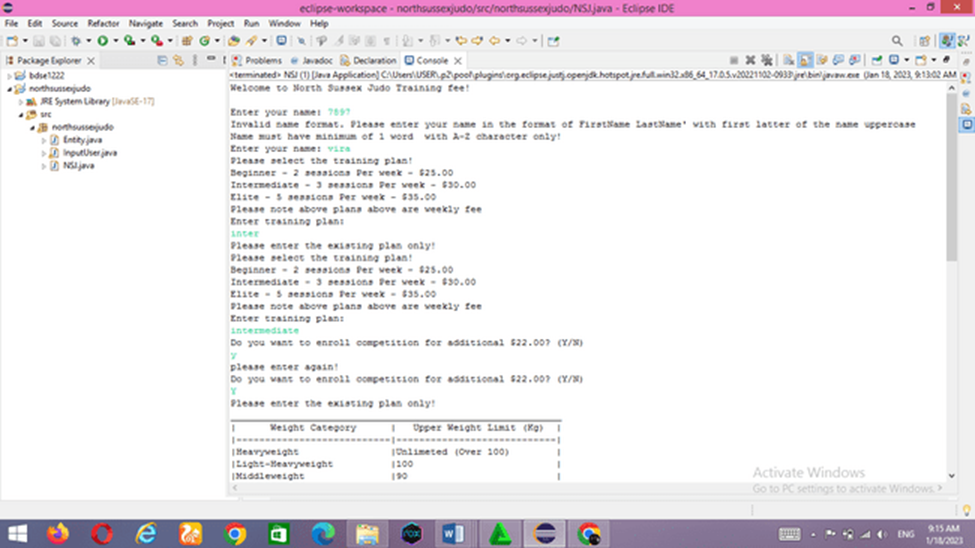 eclipse-workspace - northsussexjudo/src/northsussexjudo/NSJ.java - Eclipse IDE
File Edit Source Refactor Navigate Search Project Run Window Help
Package Explorer
Problems Javadoc Declaration Console
bdse1222
northsussexjudo
JRE System Library [JavaSE-17]
src
northsussexjudo
Entity.java
InputUser.java
NSJ.java
<terminated> NSJ (1) [Java Application] C:\Users\USER\.p2\pool\plugins\org.eclipse.justj.openjdk.hotspot.jre.full.win32.x86_64_17.0.5.v20221102-0933\jre\bin\javaw.exe (Jan 18, 2023, 9:13:02 AM
Welcome to North Sussex Judo Training fee!
Enter your name: 7897
Invalid name format. Please enter your name in the format of FirstName LastName' with first latter of the name uppercase
Name must have minimum of 1 word with A-Z character only!
Enter your name: vira
Please select the training plan!
Beginner - 2 sessions Per week - $25.00
Intermediate - 3 sessions Per week - $30.00
Elite - 5 sessions Per week - $35.00
Please note above plans above are weekly fee
Enter training plan:
inter
Please enter the existing plan only!
Please select the training plan!
Beginner - 2 sessions Per week - $25.00
Intermediate - 3 sessions Per week - $30.00
Elite - 5 sessions Per week - $35.00
Please note above plans above are weekly fee
Enter training plan:
intermediate
Do you want to enroll competition for additional $22.00? (Y/N)
y
please enter again!
Do you want to enroll competition for additional $22.00? (Y/N)
Y
Please enter the existing plan only!
| Weight Category | Upper Weight Limit (Kg) |
|---------------------------|---------------------------|
|Heavyweight |Unlimeted (Over 100) |
|Light-Heavyweight |100 |
|Middleweight |90 |
Activate Windows
Go to PC settings to activate Windows.
ENG
9:15 AM
1/18/2023